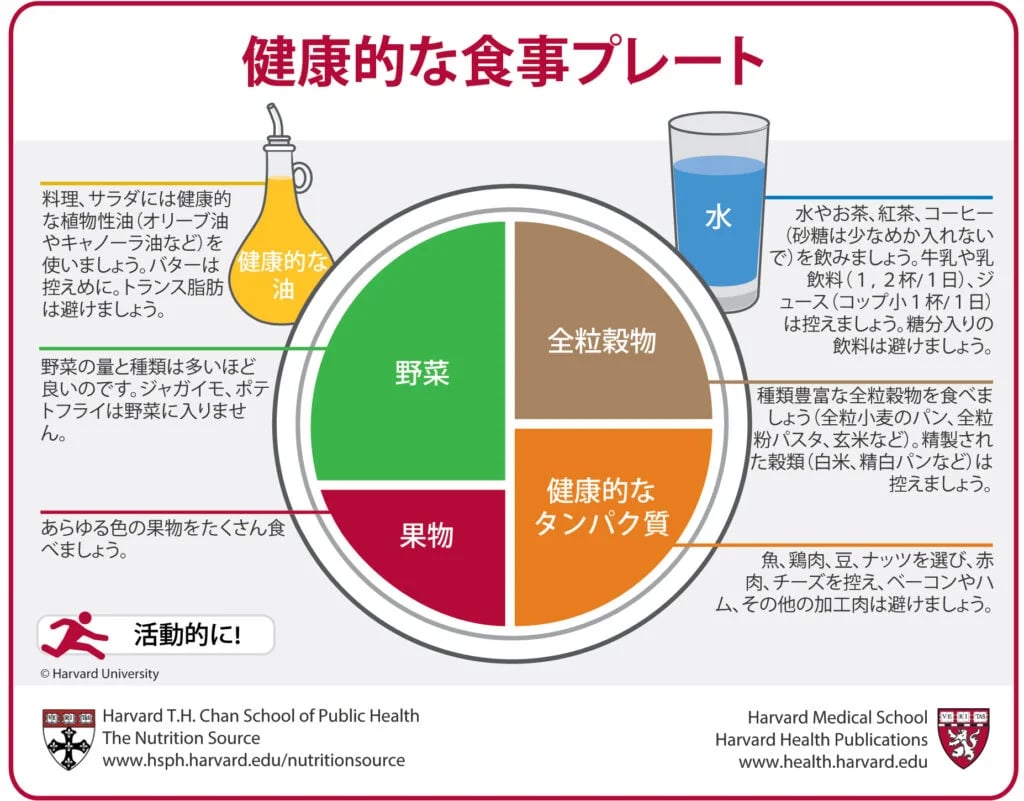 健康的な食事プレート
料理、サラダには健康的
な植物性油(オリーブ油
やキャノーラ油など)を
使いましょう。バターは
控えめに。トランス脂肪
は避けましょう。
健康的な
油
水
水やお茶、紅茶、コーヒー
(砂糖は少なめか入れない
で)を飲みましょう。牛乳や乳
飲料(1,2杯/1日)、ジ
ュース(コップ小1杯/1日)
は控えましょう。糖分入りの
飲料は避けましょう。
野菜の量と種類は多いほど
良いのです。ジャガイモ、ポテ
トフライは野菜に入りませ
ん。
野菜
全粒穀物
種類豊富な全粒穀物を食べま
しょう(全粒小麦のパン、全粒
粉パスタ、玄米など)。精製され
た穀類(白米、精白パンなど)は
控えましょう。
あらゆる色の果物をたくさん食
べましょう。
果物
健康的な
タンパク質
魚、鶏肉、豆、ナッツを選び、赤
肉、チーズを控え、ベーコンやハ
ム、その他の加工肉は避けましょう。
活動的に!
© Harvard University
Harvard T.H. Chan School of Public Health
The Nutrition Source
www.hsph.harvard.edu/nutritionsource
Harvard Medical School
Harvard Health Publications
www.health.harvard.edu
VE RI TAS